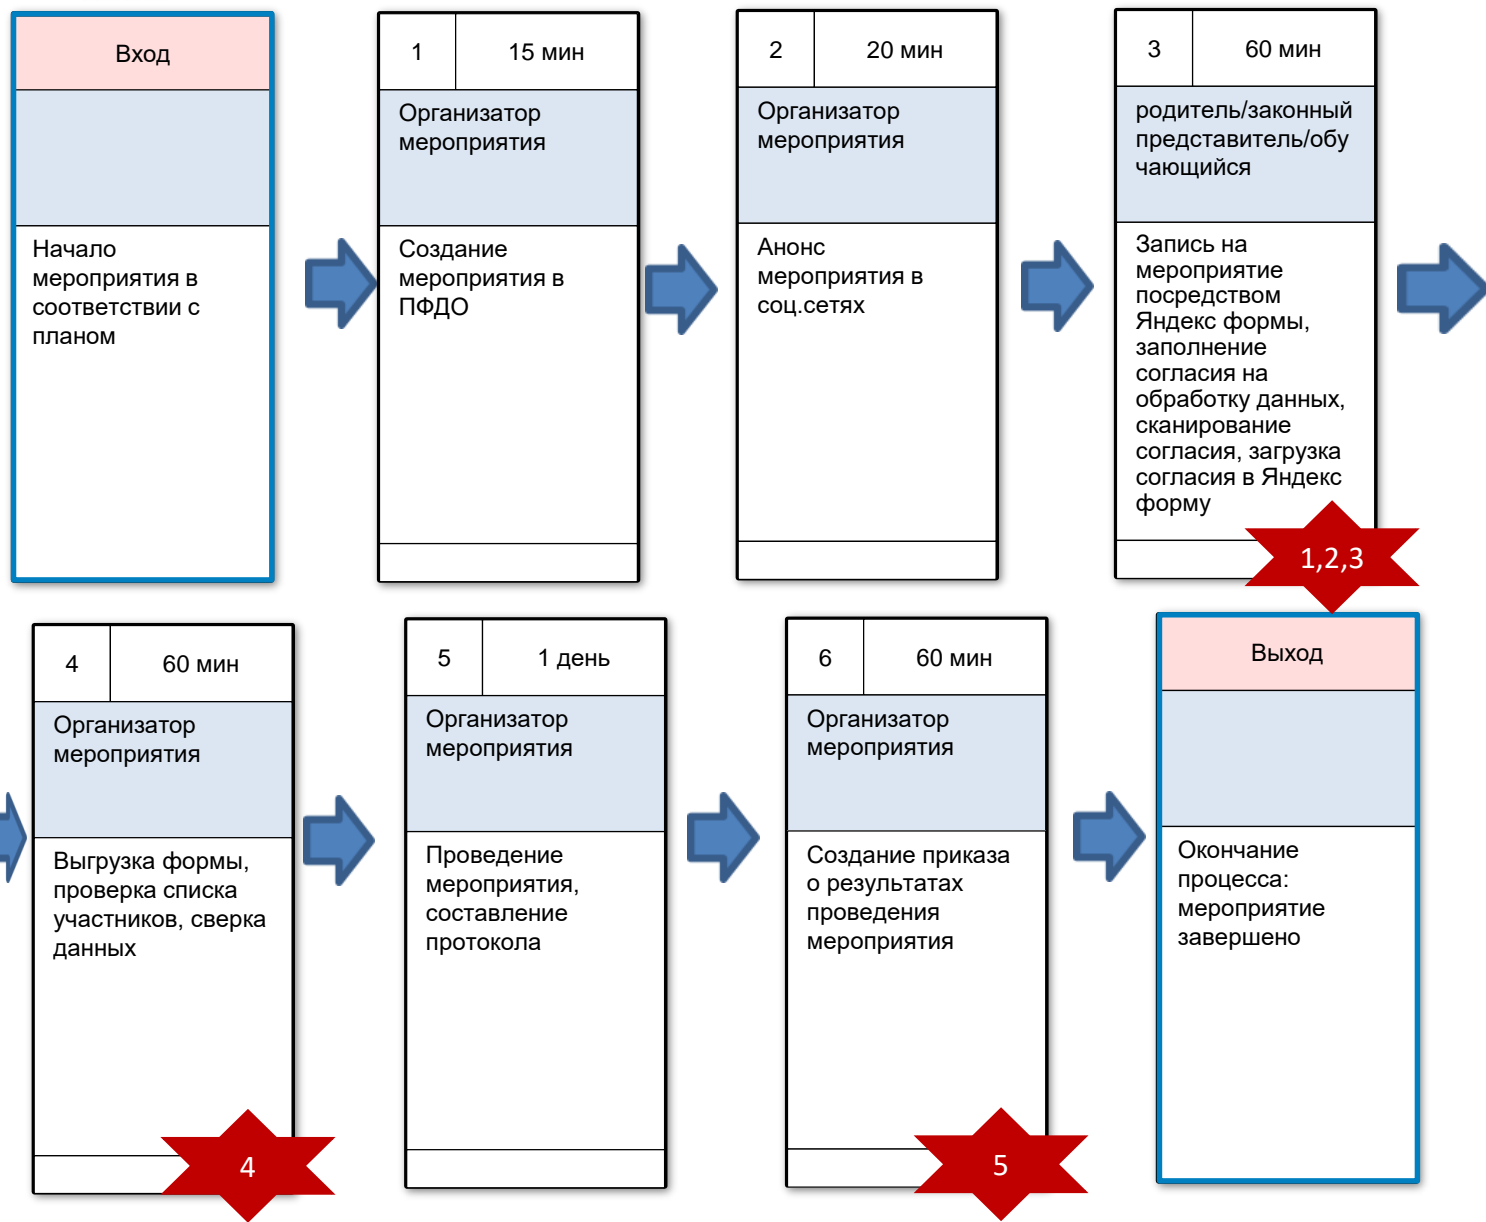 Вход
Начало
мероприятия в
соответствии с
планом
1
15 мин
Организатор
мероприятия
Создание
мероприятия в
ПФДО
2
20 мин
Организатор
мероприятия
Анонс
мероприятия в
соц.сетях
3
60 мин
родитель/законный
представитель/обу
чающийся
Запись на
мероприятие
посредством
Яндекс формы,
заполнение
согласия на
обработку данных,
сканирование
согласия, загрузка
согласия в Яндекс
форму
1,2,3
4
60 мин
Организатор
мероприятия
Выгрузка формы,
проверка списка
участников, сверка
данных
4
5
1 день
Организатор
мероприятия
Проведение
мероприятия,
составление
протокола
6
60 мин
Организатор
мероприятия
Создание приказа
о результатах
проведения
мероприятия
5
Выход
Окончание
процесса:
мероприятие
завершено